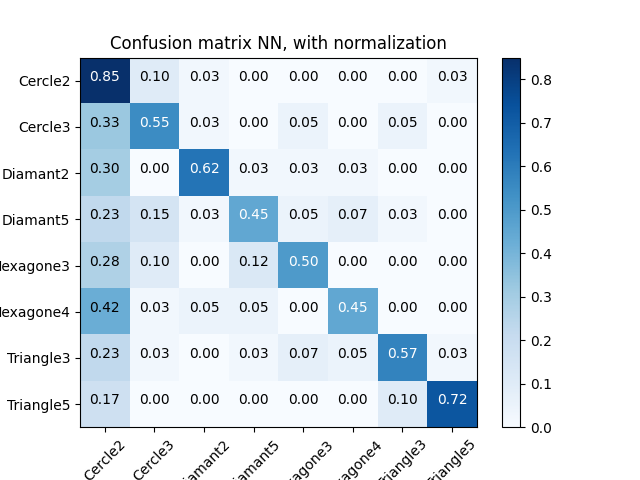 Confusion matrix NN, with normalization
Cercle2 0.85 0.10 0.03 0.00 0.00 0.00 0.00 0.03
Cercle3 0.33 0.55 0.03 0.00 0.05 0.00 0.05 0.00
Diamant2 0.30 0.00 0.62 0.03 0.03 0.03 0.00 0.00
Diamant5 0.23 0.15 0.03 0.45 0.05 0.07 0.03 0.00
exagone3 0.28 0.10 0.00 0.12 0.50 0.00 0.00 0.00
exagone4 0.42 0.03 0.05 0.05 0.00 0.45 0.00 0.00
Triangle3 0.23 0.03 0.00 0.03 0.07 0.05 0.57 0.03
Triangle5 0.17 0.00 0.00 0.00 0.00 0.00 0.10 0.72
Cercle2 Cercle3 iamant2 iamant5 agone3 agone4 riangle3 riangle5
0.8
0.7
0.6
0.5
0.4
0.3
0.2
0.1
0.0